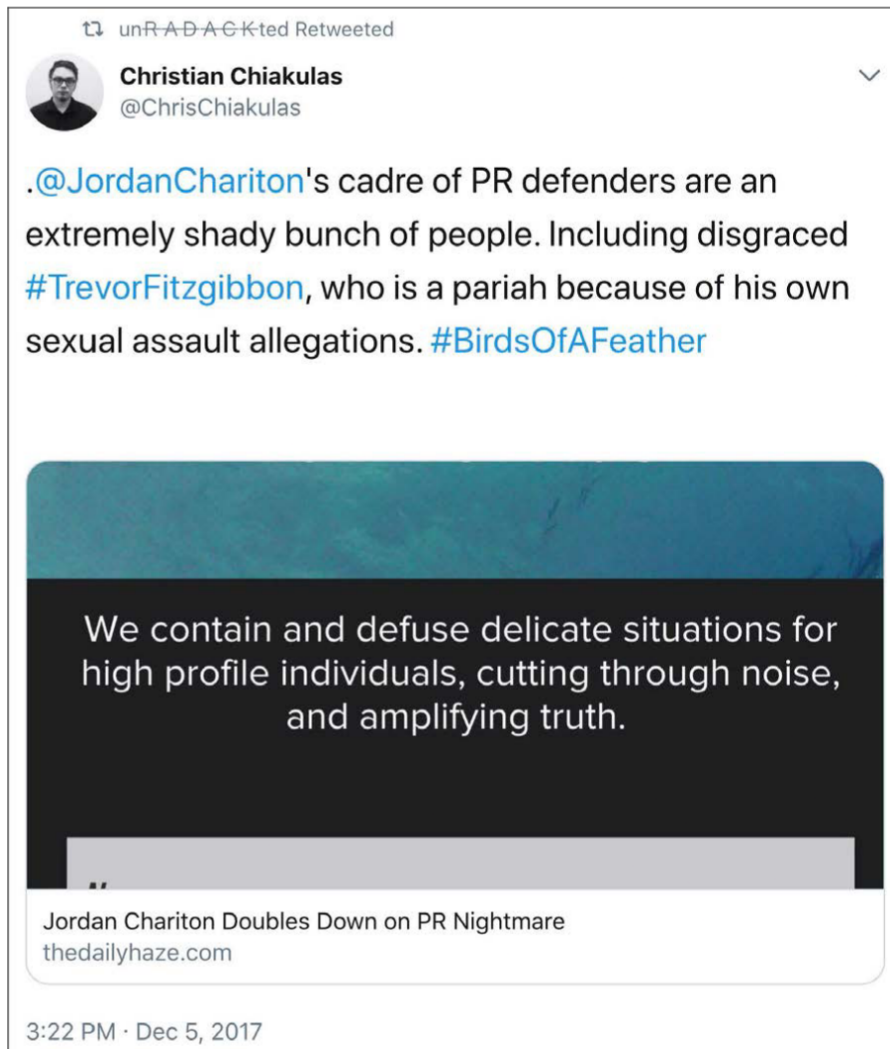 unR̶A̶D̶A̶C̶K̶ted Retweeted
Christian Chiakulas
@ChrisChiakulas
.@JordanChariton's cadre of PR defenders are an
extremely shady bunch of people. Including disgraced
#TrevorFitzgibbon, who is a pariah because of his own
sexual assault allegations. #BirdsOfAFeather
We contain and defuse delicate situations for
high profile individuals, cutting through noise,
and amplifying truth.
Jordan Chariton Doubles Down on PR Nightmare
thedailyhaze.com
3:22 PM · Dec 5, 2017